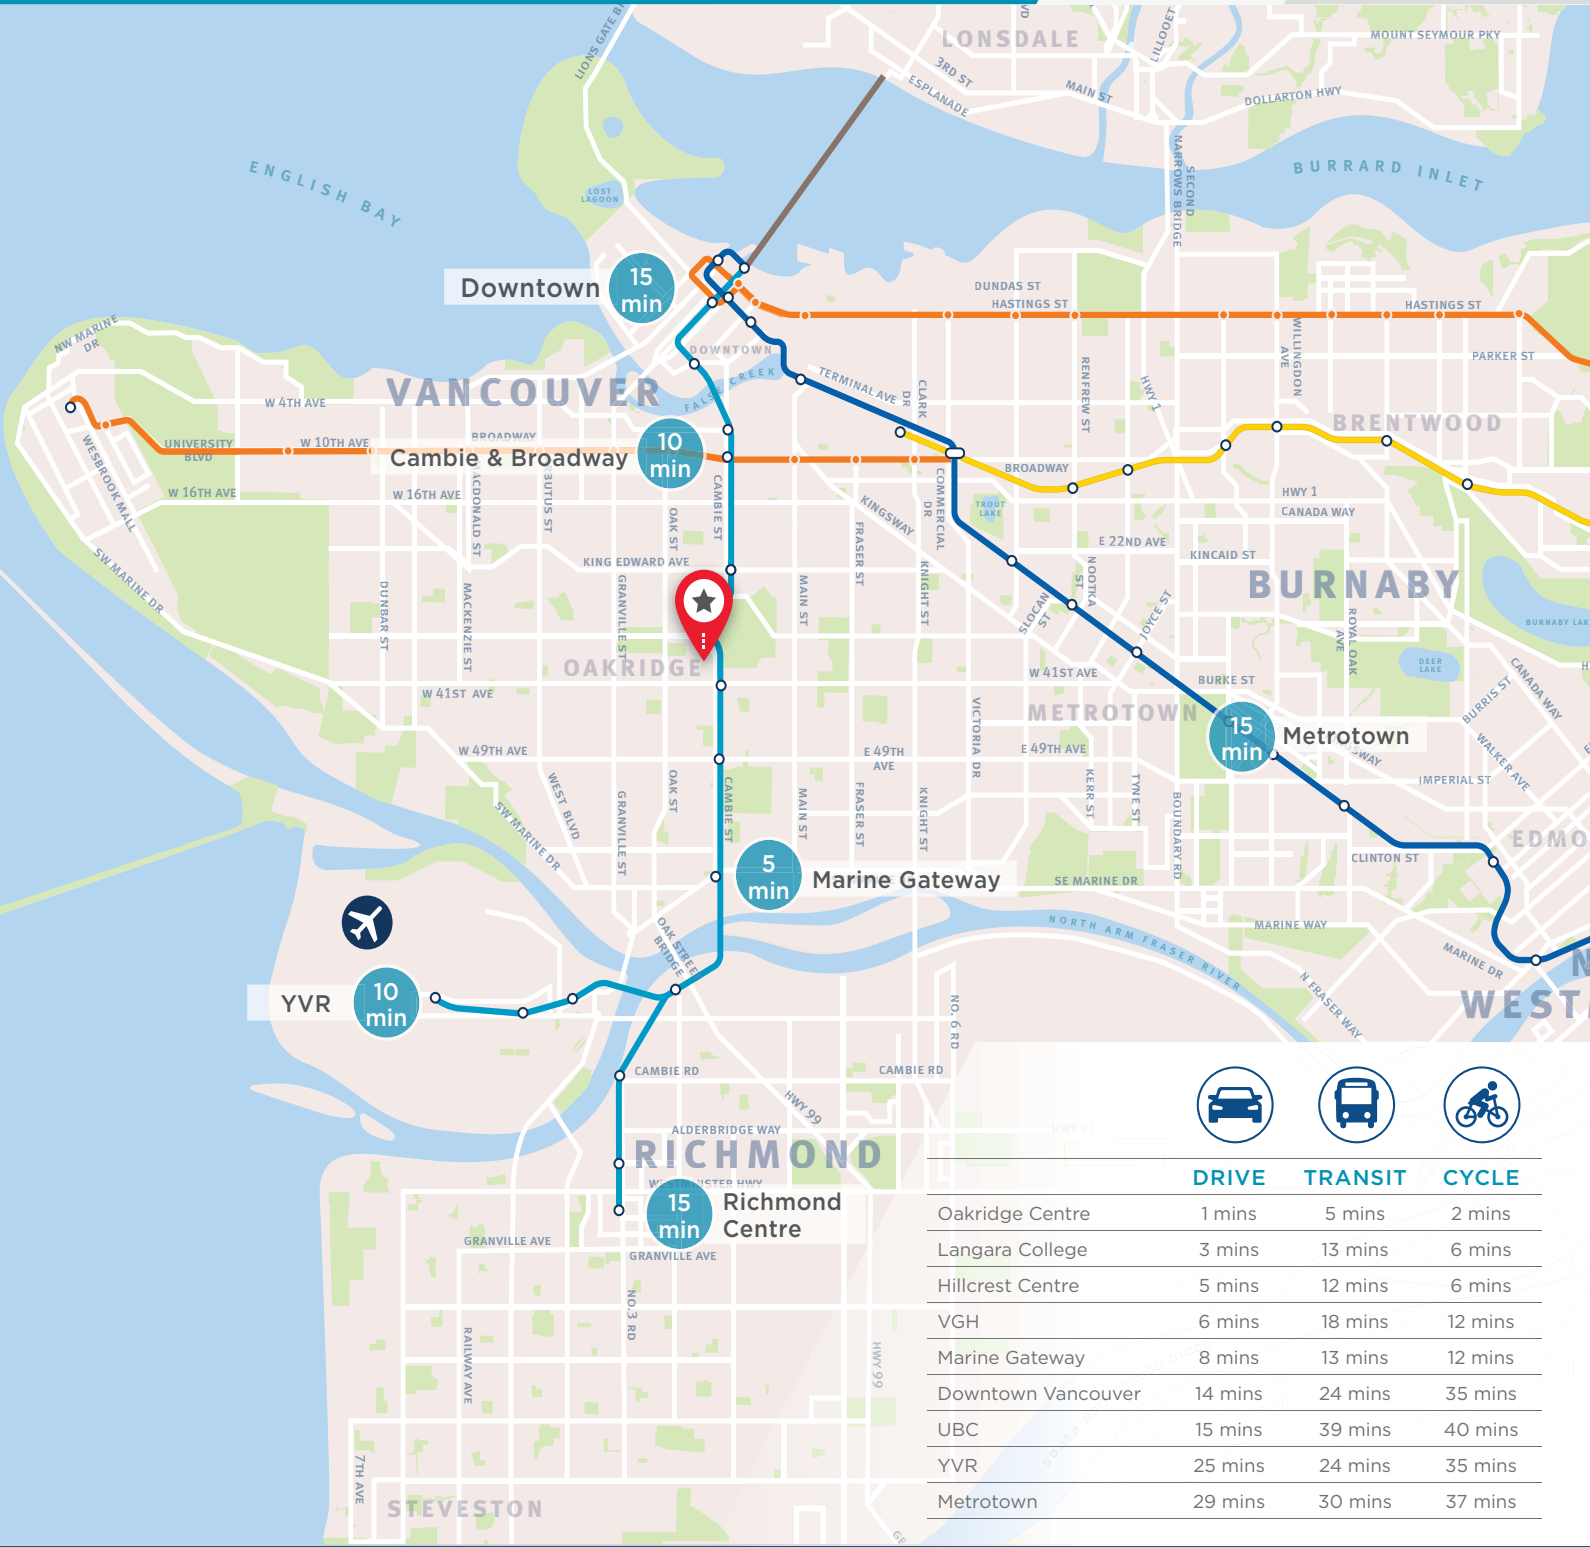 LIONS GATE
LONSDALE
3RD ST
ESPLANADE
MAIN ST
MOUNT SEYMOUR PKY
DOLLARTON HWY
LILLOOET
ENGLISH BAY
BURRARD INLET
SECOND
NARROWS BRIDGE
LOST
LAGOON
Downtown
15
min
DUNDAS ST
HASTINGS ST
HASTINGS ST
NW MARINE
DR
DOWNTOWN
WILLINGDON
AVE
PARKER ST
VANCOUVER
FALSE CREEK
TERMINAL AVE
CLARK
DR
RENFREW ST
HWY 1
W 4TH AVE
BRENTWOOD
UNIVERSITY
BLVD
W 10TH AVE
BROADWAY
Cambie & Broadway
10
min
BROADWAY
WESBROOK MALL
W 16TH AVE
W 16TH AVE
MACDONALD ST
BUTUS ST
OAK ST
CAMBIE ST
KINGSWAY
COMMERCIAL
DR
TROUT
LAKE
HWY 1
CANADA WAY
FRASER ST
E 22ND AVE
KINCAID ST
SW MARINE DR
KING EDWARD AVE
BURNABY
DUNBAR ST
MACKENZIE ST
GRANVILLE ST
MAIN ST
KNIGHT ST
SLOCAN
ST
NOOTKA
ST
JOYCE ST
ROYAL OAK
AVE
BURNABY LAK
OAKRIDGE
DEER
LAKE
W 41ST AVE
W 41ST AVE
BURKE ST
CANADA WAY
BURRIS ST
METROTOWN
VICTORIA DR
15
min
Metrotown
GSWAY
W 49TH AVE
E 49TH
AVE
E 49TH AVE
WALKER AVE
IMPERIAL ST
WEST BLVD
OAK ST
GRANVILLE ST
CAMBIE ST
MAIN ST
FRASER ST
KNIGHT ST
KERR ST
TYNE ST
BOUNDARY RD
SW MARINE DR
EDMO
CLINTON ST
5
min
Marine Gateway
SE MARINE DR
OAK STREE
BRIDGE
NORTH ARM FRASER RIVER
MARINE WAY
MARINE DR
N
WEST
N FRASER WAY
YVR
10
min
NO. 6 RD
CAMBIE RD
CAMBIE RD
HWY 99
ALDERBRIDGE WAY
HWY 91
RICHMOND
WESTMINSTER HWY
15
min
Richmond
Centre
GRANVILLE AVE
GRANVILLE AVE
NO.3 RD
RAILWAY AVE
HWY 99
7TH AVE
STEVESTON
GE
DRIVE TRANSIT CYCLE
Oakridge Centre 1 mins 5 mins 2 mins
Langara College 3 mins 13 mins 6 mins
Hillcrest Centre 5 mins 12 mins 6 mins
VGH 6 mins 18 mins 12 mins
Marine Gateway 8 mins 13 mins 12 mins
Downtown Vancouver 14 mins 24 mins 35 mins
UBC 15 mins 39 mins 40 mins
YVR 25 mins 24 mins 35 mins
Metrotown 29 mins 30 mins 37 mins